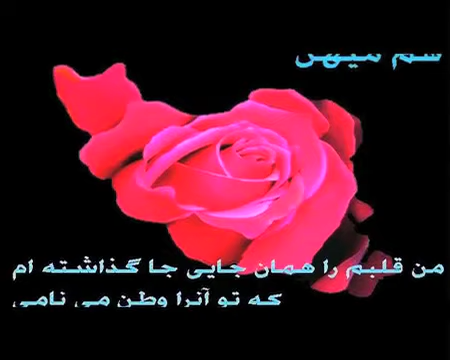 میهن
من قلبم را همان جایی جا گذاشته ام
که تو آنرا وطن می نامی